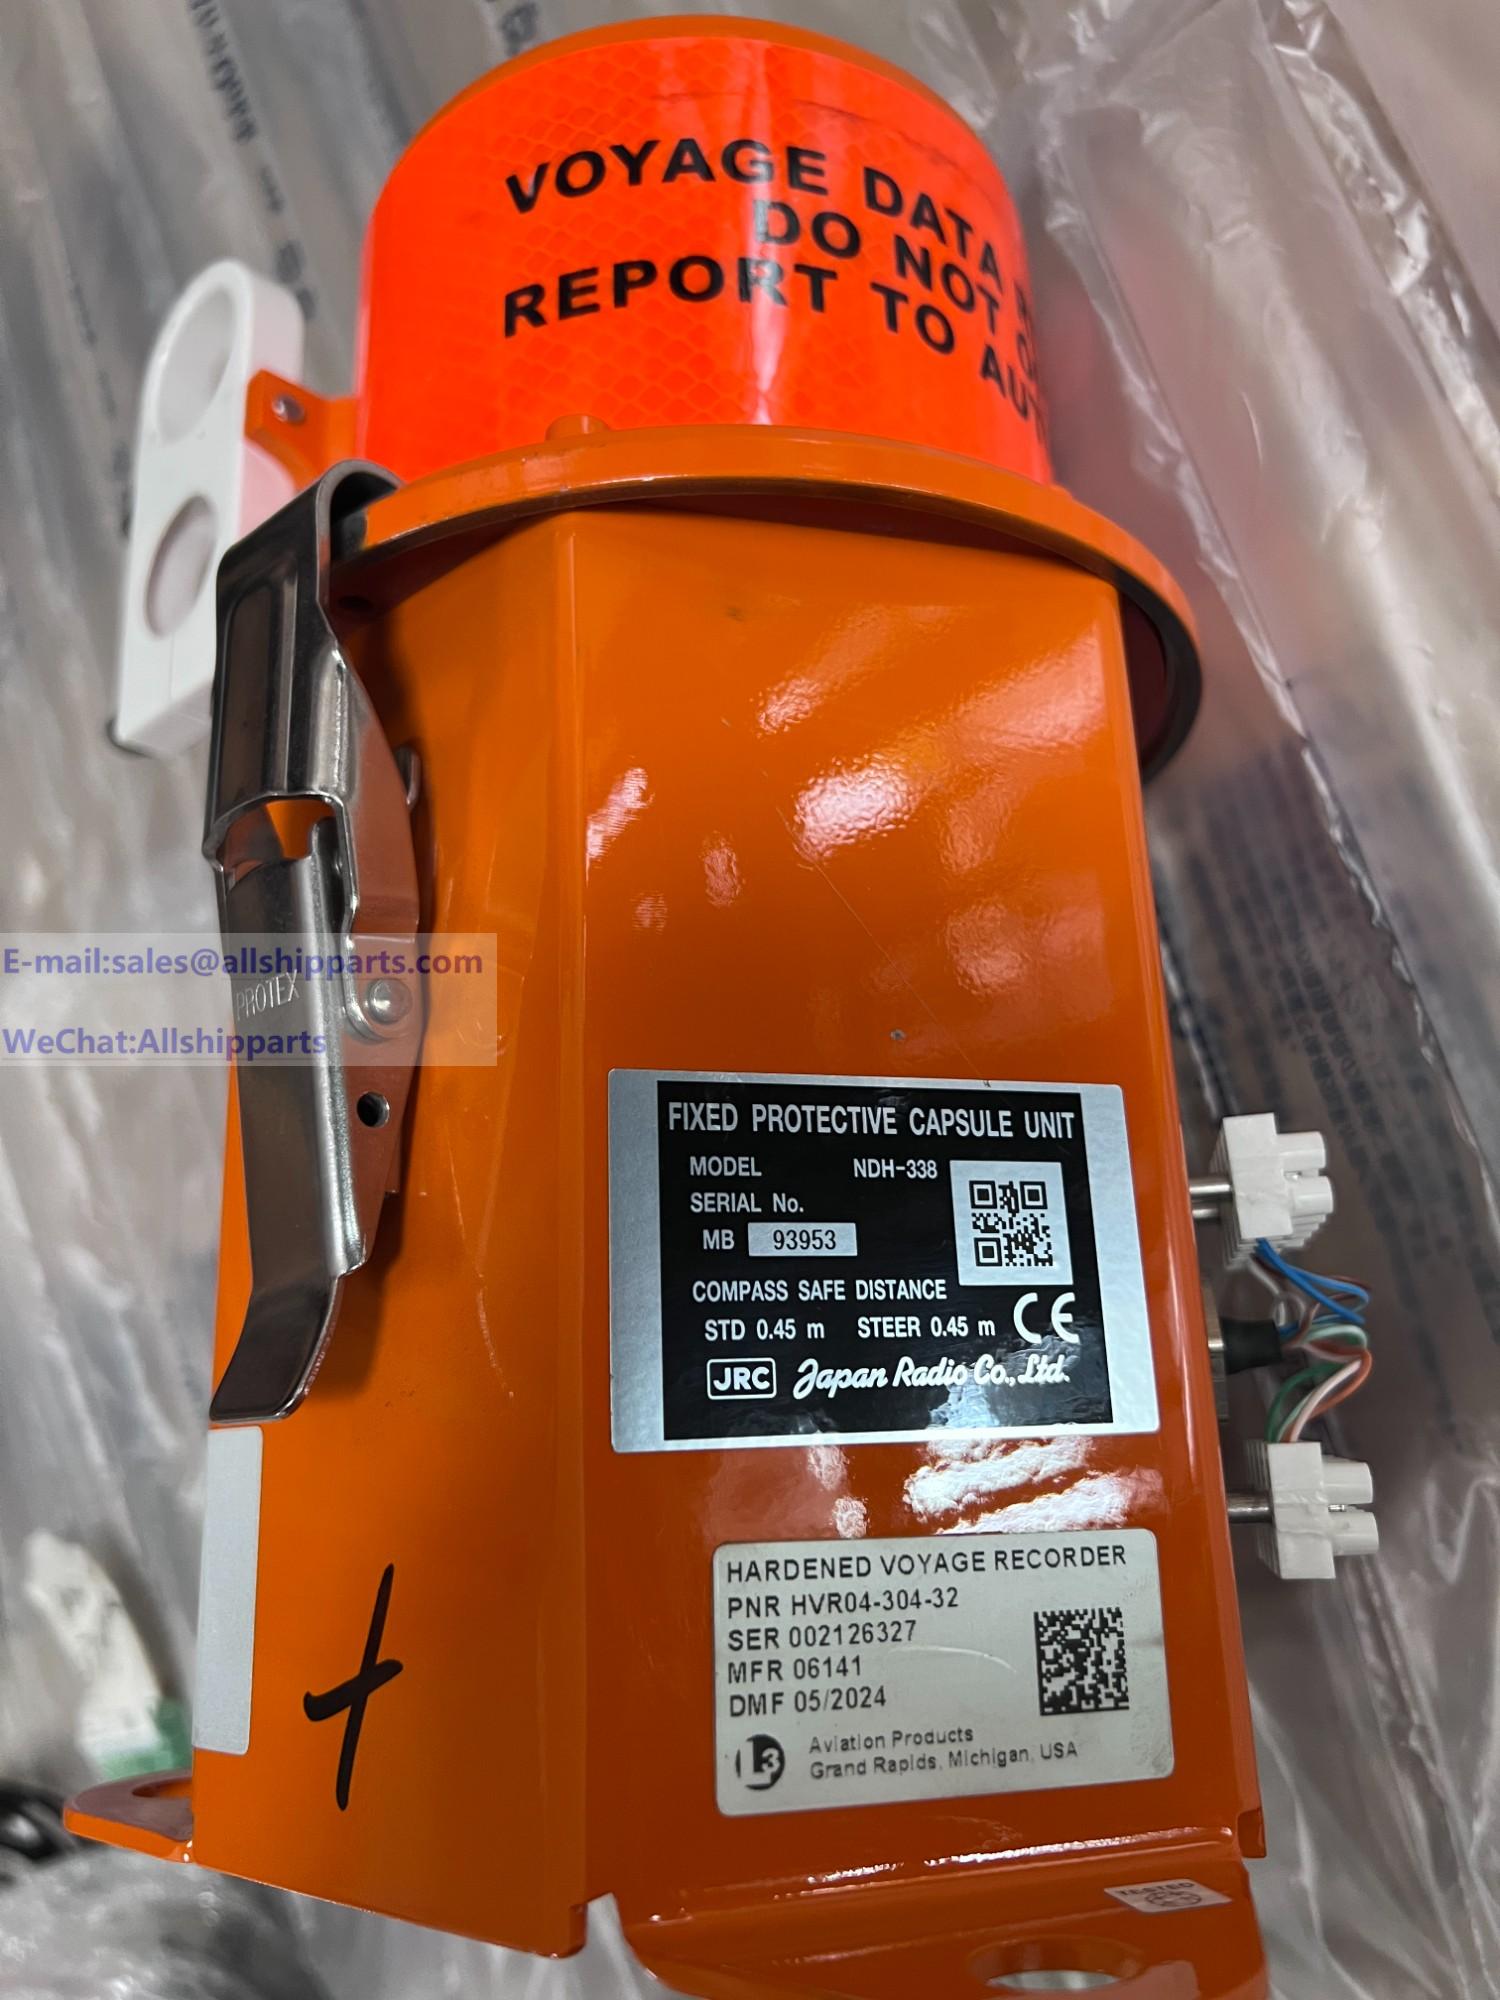 VOYAGE DATA
DO NOT
REPORT TO
E-mail:sales@allshipparts.com
PROTEX
WeChat:Allshipparts
FIXED PROTECTIVE CAPSULE UNIT
MODEL NDH-338
SERIAL No.
MB 93953
COMPASS SAFE DISTANCE
STD 0.45 m STEER 0.45 m CE
JRC Japan Radio Co., Ltd.
HARDENED VOYAGE RECORDER
PNR HVR04-304-32
SER 002126327
MFR 06141
DMF 05/2024
L3 Aviation Products
Grand Rapids, Michigan, USA
TESTED